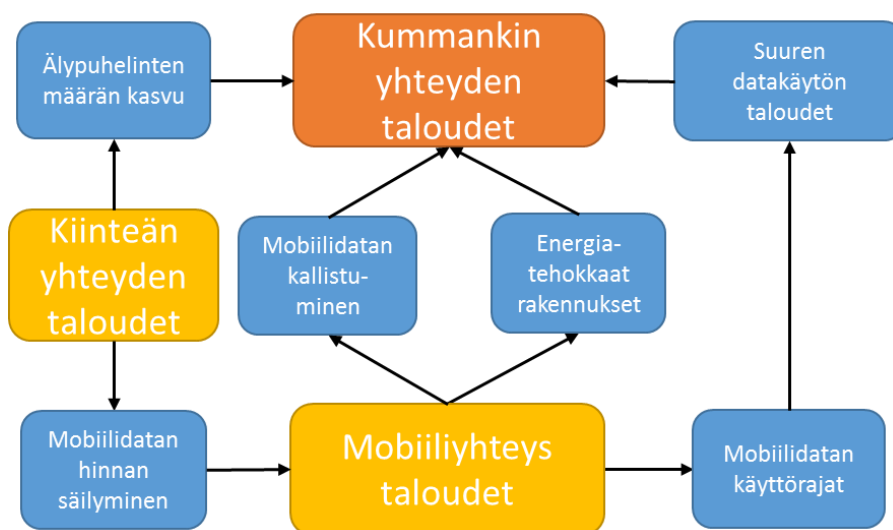 Älypuhelinten
määrän kasvu
Kummankin
yhteyden
taloudet
Suuren
datakäytön
taloudet
Kiinteän
yhteyden
taloudet
Mobiilidatan
kallistu-
minen
Energia-
tehokkaat
rakennukset
Mobiilidatan
hinnan
säilyminen
Mobiiliyhteys
taloudet
Mobiilidatan
käyttörajat